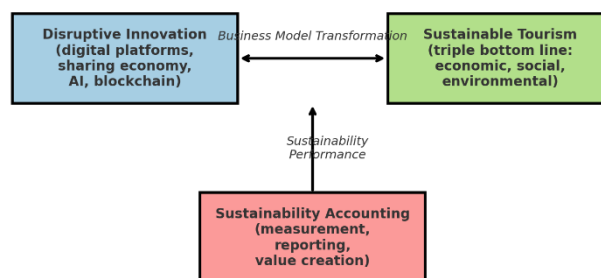 Disruptive Innovation
(digital platforms,
sharing economy,
AI, blockchain)
Business Model Transformation
Sustainable Tourism
(triple bottom line:
economic, social,
environmental)
Sustainability
Performance
Sustainability Accounting
(measurement,
reporting,
value creation)